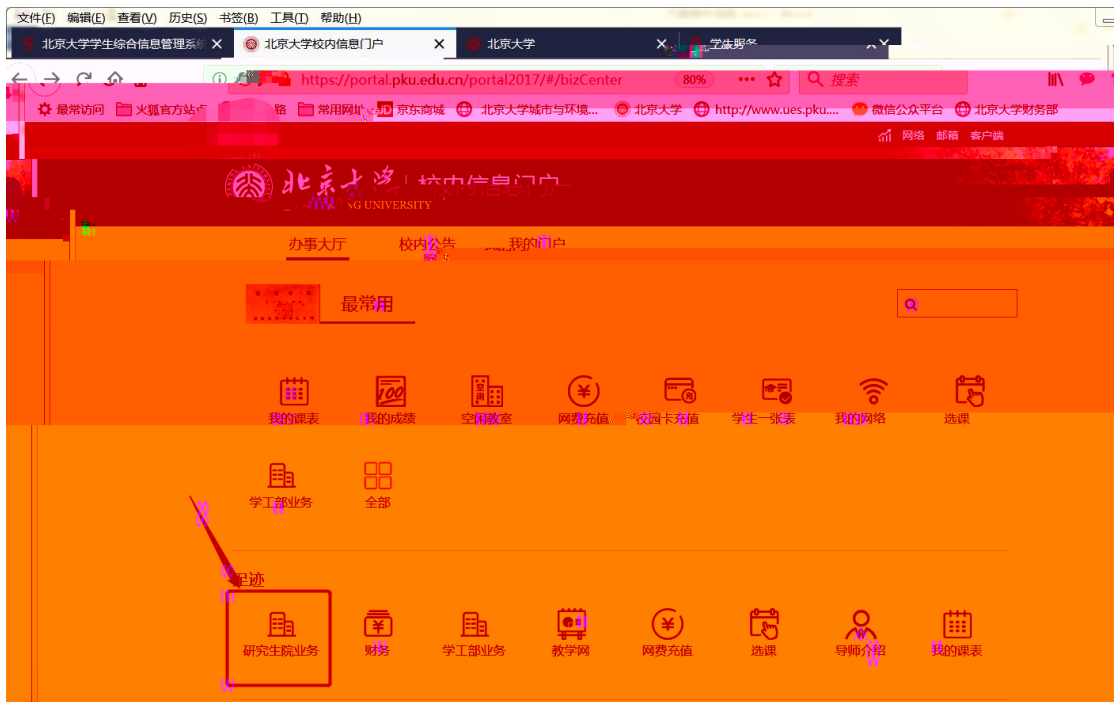 文件(F) 编辑(E) 查看(V) 历史(S) 书签(B) 工具(T) 帮助(H)
北京大学学生综合信息管理系统 北京大学校内信息门户 北京大学
https://portal.pku.edu.cn/portal2017/#/bizCenter 80% 搜索
最常访问 火狐官方站点 常用网址 JD 京东商城 北京大学城市与环境... 北京大学 http://www.ues.pku.... 微信公众平台 北京大学财务部
网络 邮箱 客户端
北京大学 校内信息门户
NG UNIVERSITY
办事大厅 校内公告 我的门户
最常用
我的课表 我的成绩 空闲教室 网费充值 校园卡充值 学生一张表 我的网络 选课
学工部业务 全部
足迹
研究生院业务 财务 学工部业务 教学网 网费充值 选课 导师介绍 我的课表